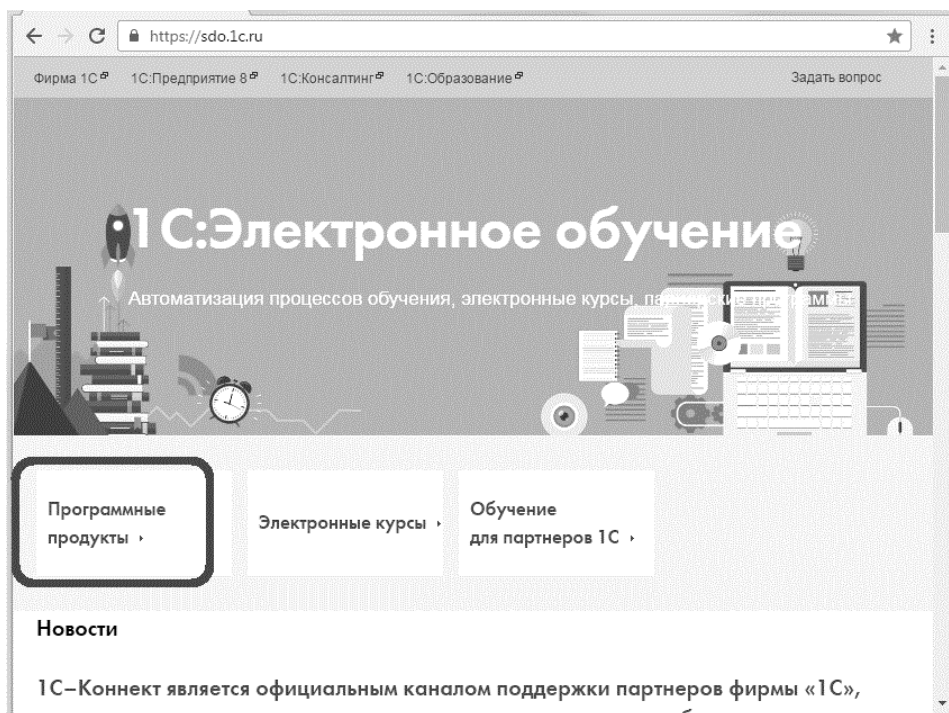 https://sdo.1c.ru
Фирма 1С 1С:Предприятие 8 1С:Консалтинг 1С:Образование Задать вопрос
1С:Электронное обучение
Автоматизация процессов обучения, электронные курсы, партнерские программы
Программные
продукты
Электронные курсы
Обучение
для партнеров 1С
Новости
1С–Коннект является официальным каналом поддержки партнеров фирмы «1С»,